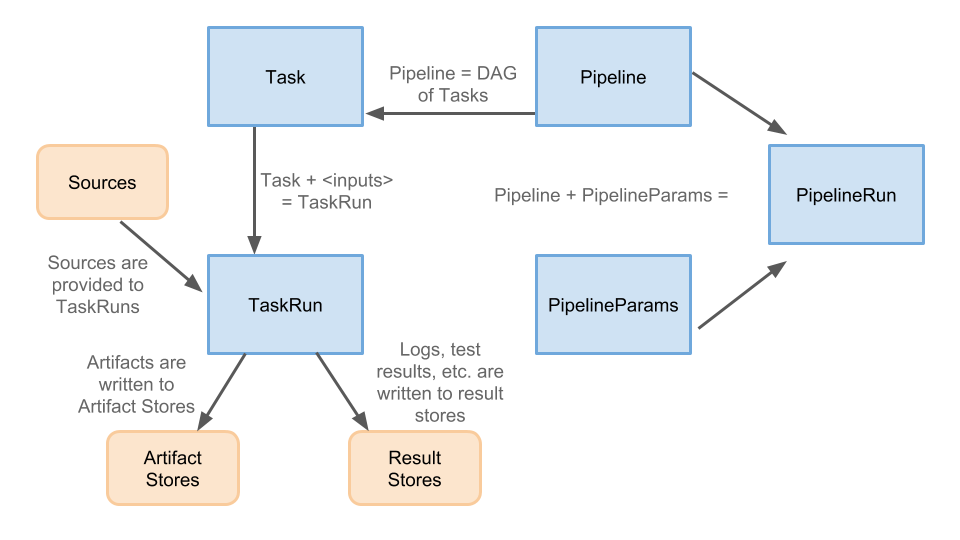 Task
Pipeline = DAG
of Tasks
Pipeline
Sources
Task + <inputs>
= TaskRun
Pipeline + PipelineParams =
PipelineRun
Sources are
provided to
TaskRuns
TaskRun
PipelineParams
Artifacts are
written to
Artifact Stores
Logs, test
results, etc. are
written to result
stores
Artifact
Stores
Result
Stores